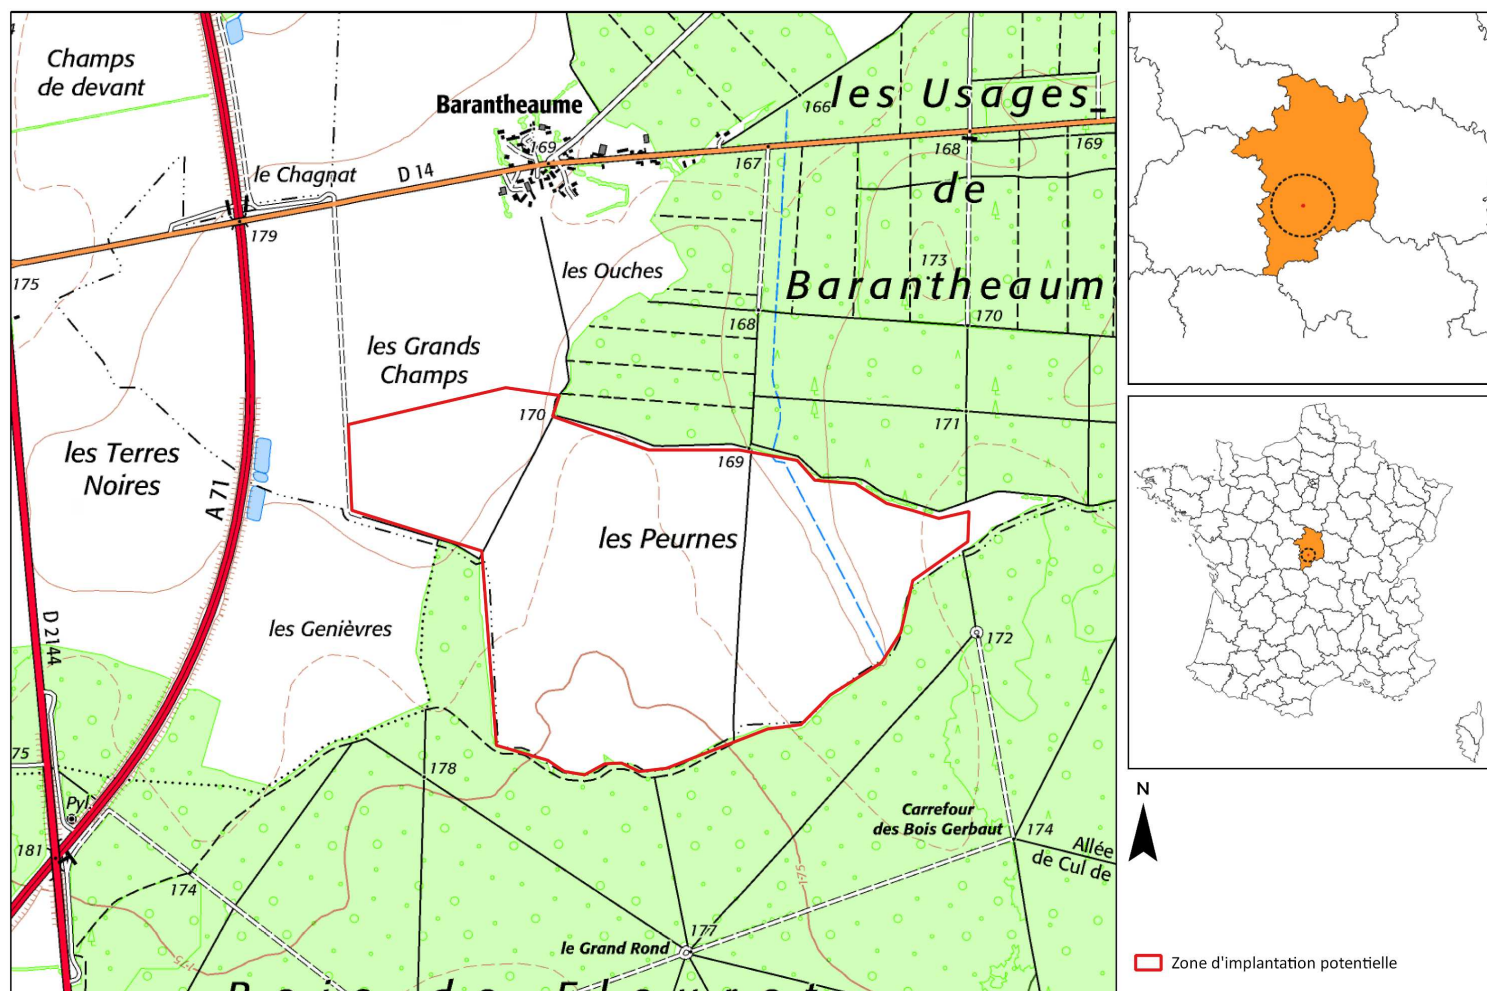 Champs
de devant
Barantheaume
169
les Usages
166
167
168
169
le Chagnat
D 14
179
175
de
les Ouches
173
Barantheaum
168
170
les Grands
Champs
170
171
les Terres
Noires
A 71
169
les Peurnes
D 2144
les Genièvres
172
75
178
Pyl.
Carrefour
des Bois Gerbaut
174
Allée
de Cul de
181
174
175
175
177
le Grand Rond
N
Zone d'implantation potentielle